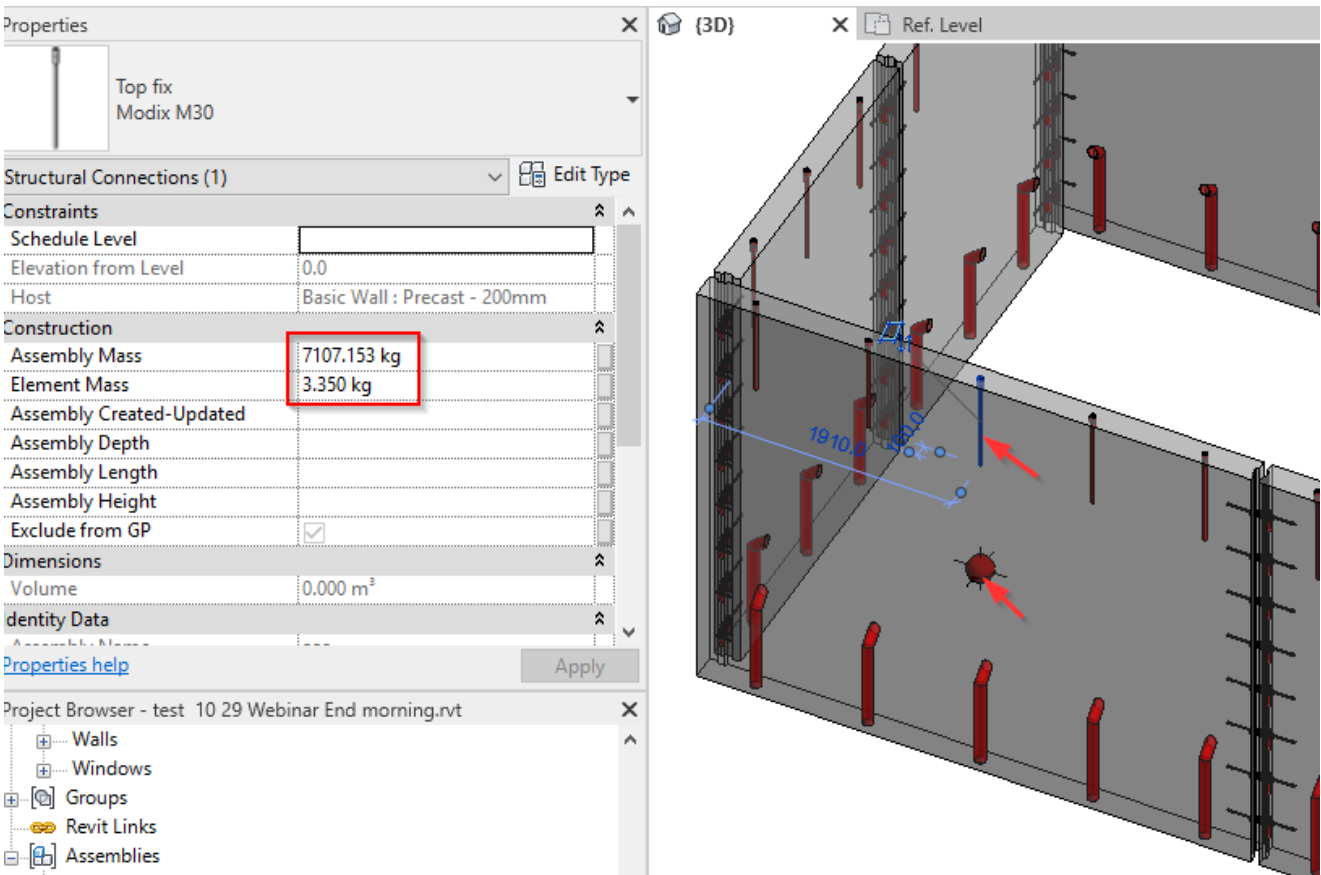 Properties
Top fix
Modix M30
Structural Connections (1)
Edit Type
Constraints
Schedule Level
Elevation from Level 0.0
Host Basic Wall : Precast - 200mm
Construction
Assembly Mass 7107.153 kg
Element Mass 3.350 kg
Assembly Created-Updated
Assembly Depth
Assembly Length
Assembly Height
Exclude from GP
Dimensions
Volume 0.000 m³
Identity Data
Properties help
Apply
Project Browser - test 10 29 Webinar End morning.rvt
Walls
Windows
Groups
Revit Links
Assemblies
{3D}
Ref. Level
1910.0
100.0